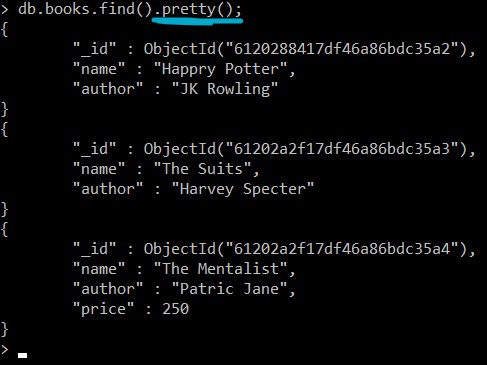 > db.books.find().pretty();
{
        "_id" : ObjectId("6120288417df46a86bdc35a2"),
        "name" : "Happry Potter",
        "author" : "JK Rowling"
}
{
        "_id" : ObjectId("61202a2f17df46a86bdc35a3"),
        "name" : "The Suits",
        "author" : "Harvey Specter"
}
{
        "_id" : ObjectId("61202a2f17df46a86bdc35a4"),
        "name" : "The Mentalist",
        "author" : "Patric Jane",
        "price" : 250
}
>